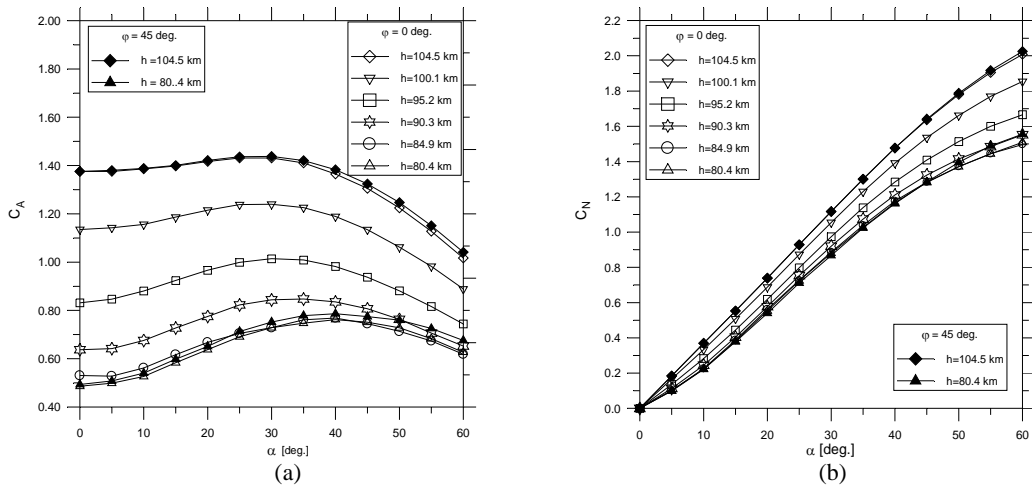 2.00
1.80
1.60
1.40
1.20
1.00
0.80
0.60
0.40
C_A
0 10 20 30 40 50 60
α [deg.]
φ = 45 deg.
h =104.5 km
h = 80..4 km
φ = 0 deg.
h=104.5 km
h=100.1 km
h=95.2 km
h=90.3 km
h=84.9 km
h=80.4 km
(a)
2.2
2.0
1.8
1.6
1.4
1.2
1.0
0.8
0.6
0.4
0.2
0.0
C_N
0 10 20 30 40 50 60
α [deg.]
φ = 0 deg.
h=104.5 km
h=100.1 km
h=95.2 km
h=90.3 km
h=84.9 km
h=80.4 km
φ = 45 deg.
h=104.5 km
h=80.4 km
(b)